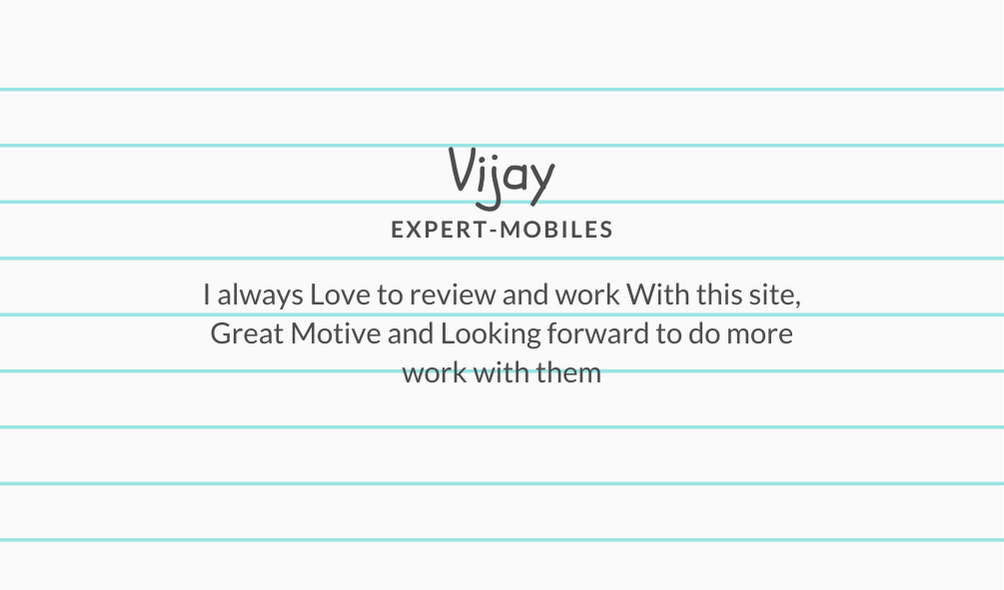 Vijay
EXPERT-MOBILES
I always Love to review and work With this site,
Great Motive and Looking forward to do more
work with them